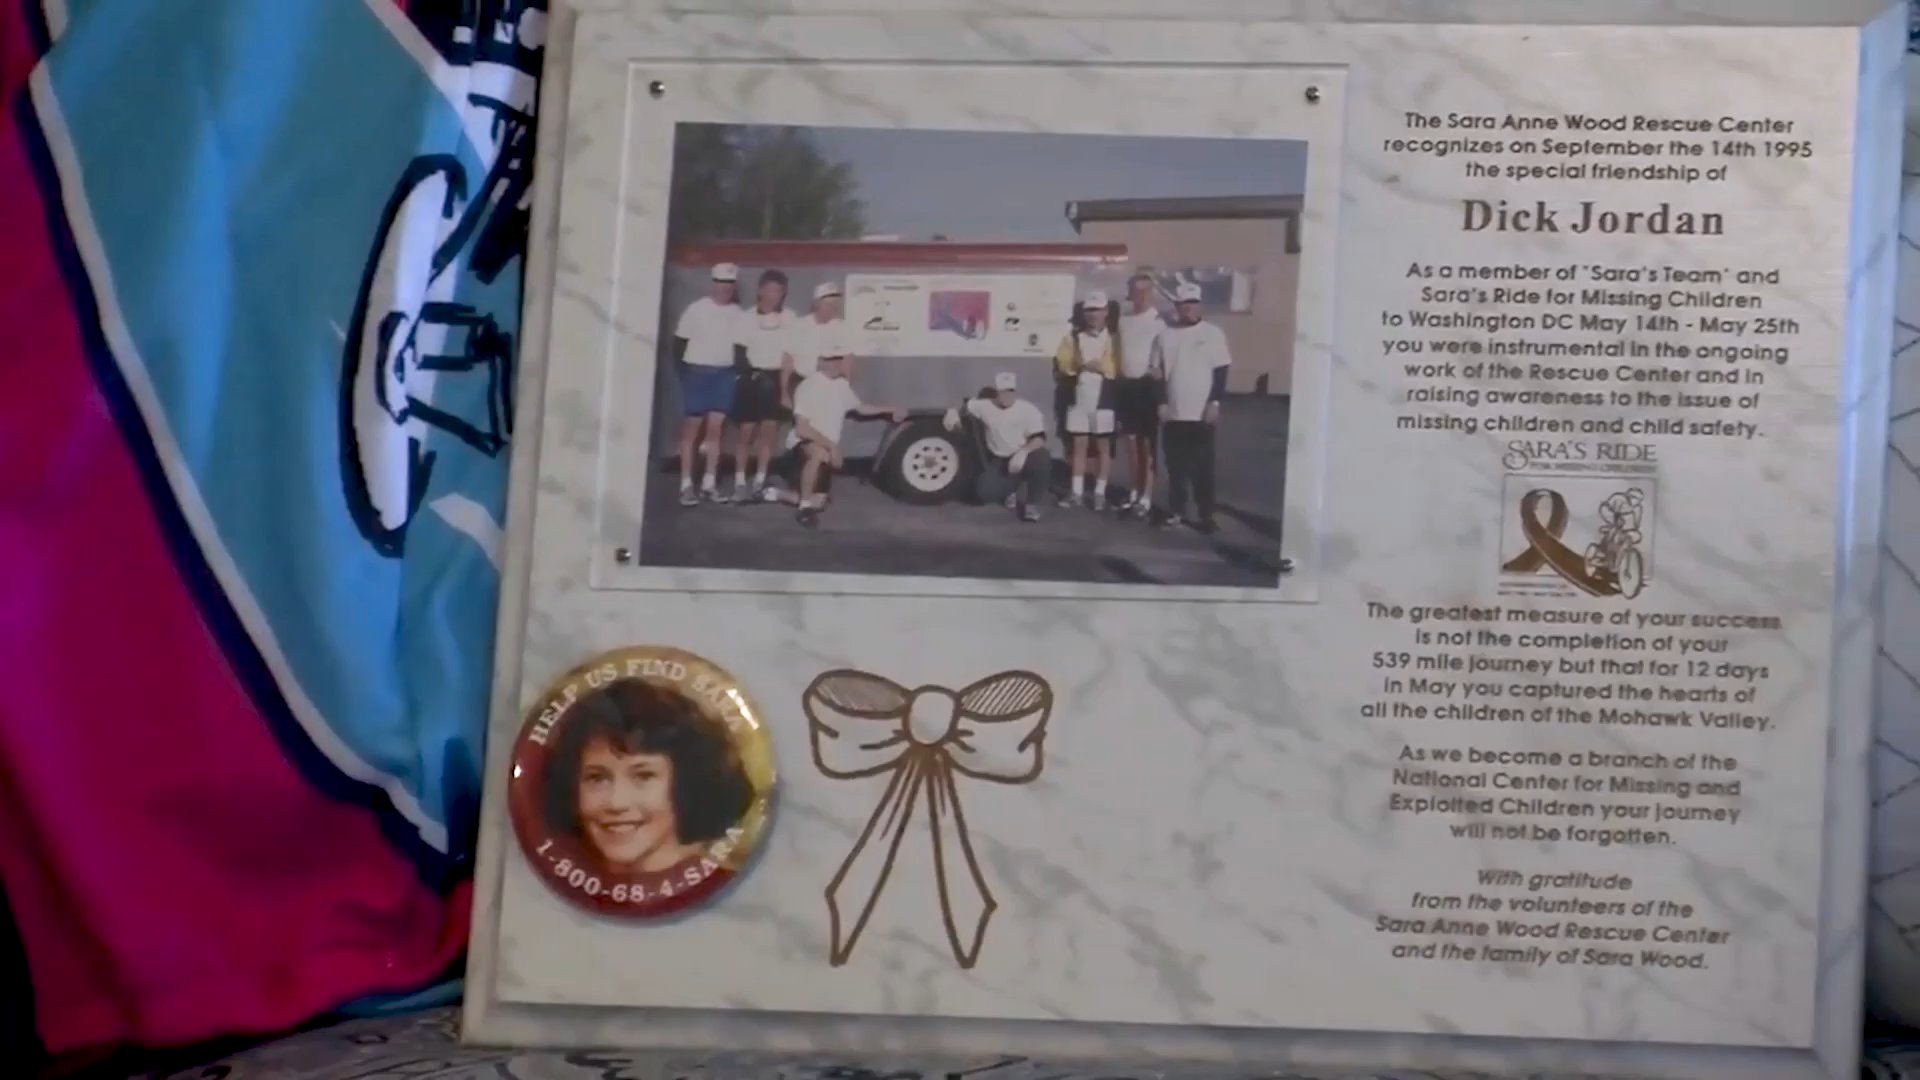 The Sara Anne Wood Rescue Center
recognizes on September the 14th 1995
the special friendship of
Dick Jordan
As a member of "Sara's Team" and
Sara's Ride for Missing Children
to Washington DC May 14th - May 25th
you were instrumental in the ongoing
work of the Rescue Center and in
raising awareness to the issue of
missing children and child safety.
SARA'S RIDE
FOR MISSING CHILDREN
The greatest measure of your success
is not the completion of your
539 mile journey but that for 12 days
in May you captured the hearts of
all the children of the Mohawk Valley.
As we become a branch of the
National Center for Missing and
Exploited Children your journey
will not be forgotten.
With gratitude
from the volunteers of the
Sara Anne Wood Rescue Center
and the family of Sara Wood.
HELP US FIND SARA
1-800-68-4-SARA